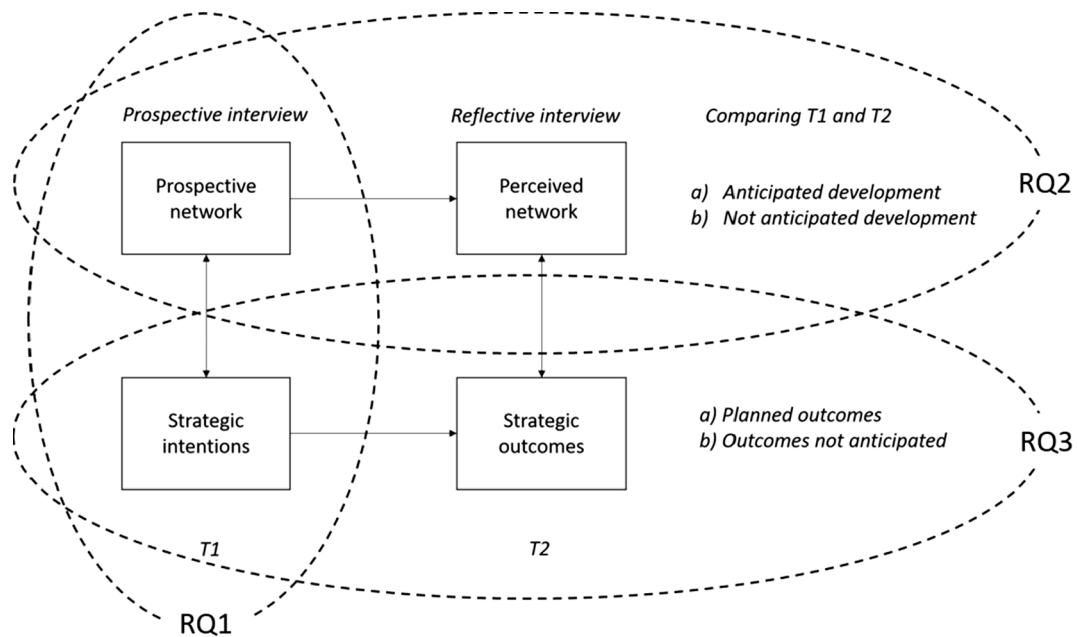 Prospective interview
Reflective interview
Comparing T1 and T2
Prospective
network
Perceived
network
a) Anticipated development
b) Not anticipated development
RQ2
Strategic
intentions
Strategic
outcomes
a) Planned outcomes
b) Outcomes not anticipated
RQ3
T1
T2
RQ1